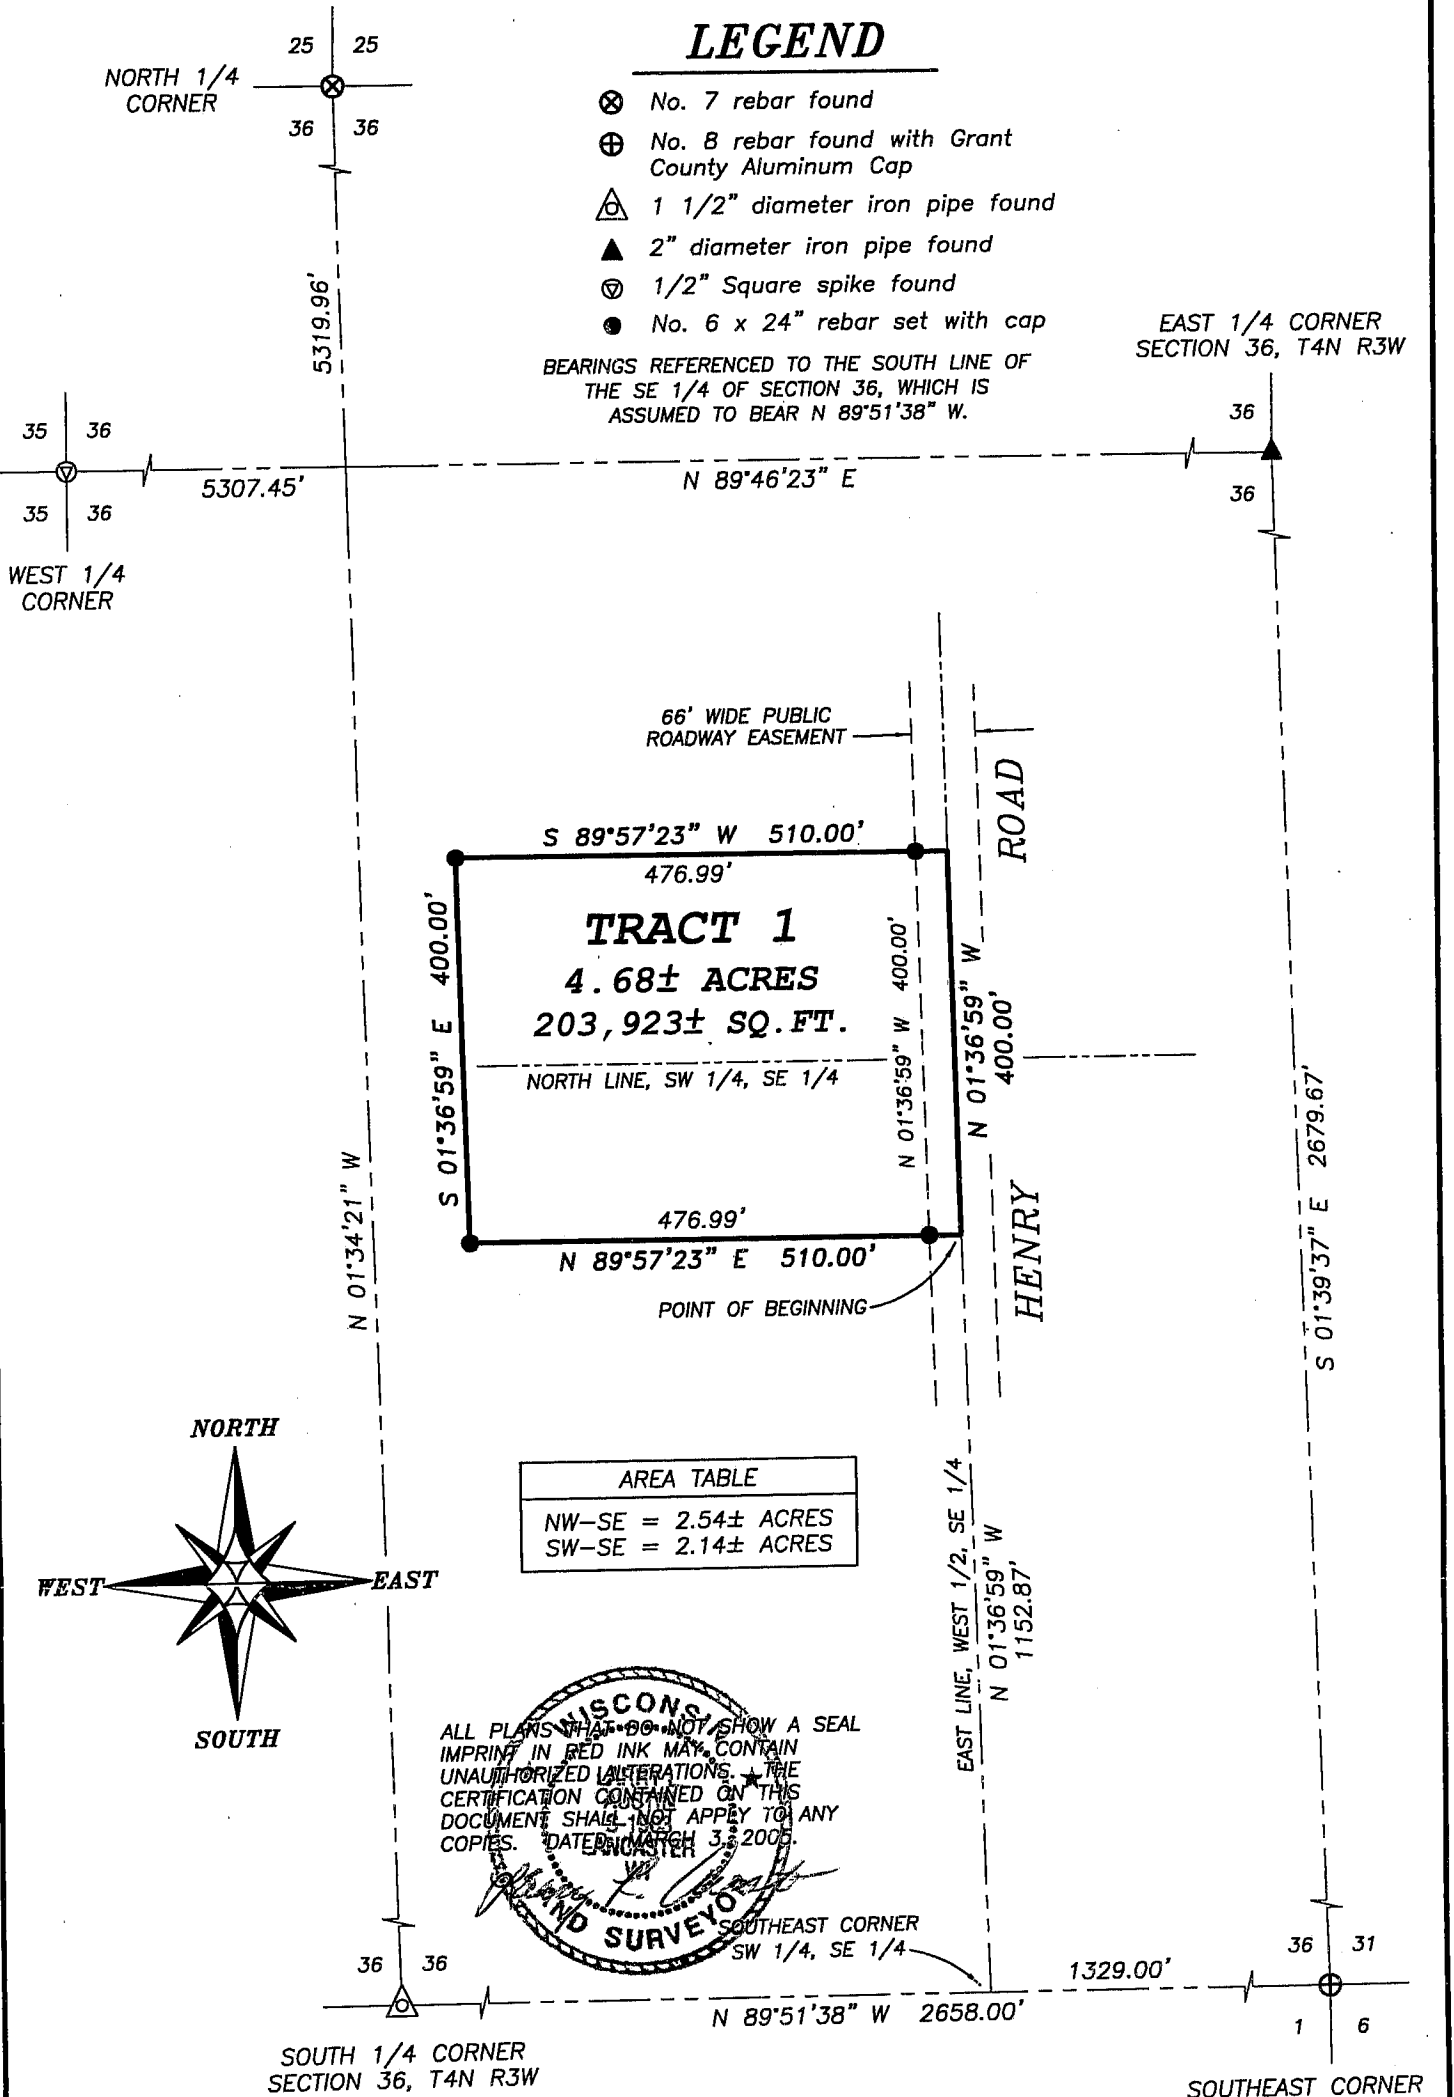 LEGEND
25 25
NORTH 1/4
CORNER
36 36
No. 7 rebar found
No. 8 rebar found with Grant
County Aluminum Cap
1 1/2" diameter iron pipe found
2" diameter iron pipe found
1/2" Square spike found
No. 6 x 24" rebar set with cap
BEARINGS REFERENCED TO THE SOUTH LINE OF
THE SE 1/4 OF SECTION 36, WHICH IS
ASSUMED TO BEAR N 89°51'38" W.
5319.96'
EAST 1/4 CORNER
SECTION 36, T4N R3W
36
36
35 36
35 36
WEST 1/4
CORNER
5307.45'
N 89°46'23" E
66' WIDE PUBLIC
ROADWAY EASEMENT
ROAD
S 89°57'23" W 510.00'
476.99'
TRACT 1
4.68± ACRES
203,923± SQ.FT.
NORTH LINE, SW 1/4, SE 1/4
S 01°36'59" E 400.00'
N 01°36'59" W 400.00'
N 01°36'59" W
400.00'
476.99'
N 89°57'23" E 510.00'
POINT OF BEGINNING
HENRY
N 01°34'21" W
S 01°39'37" E 2679.67'
NORTH
WEST
EAST
SOUTH
AREA TABLE
NW-SE = 2.54± ACRES
SW-SE = 2.14± ACRES
EAST LINE, WEST 1/2, SE 1/4
N 01°36'59" W
1152.87'
WISCONSIN
ALL PLANS THAT DO NOT SHOW A SEAL
IMPRINT IN RED INK MAY CONTAIN
UNAUTHORIZED ALTERATIONS. THE
CERTIFICATION CONTAINED ON THIS
DOCUMENT SHALL NOT APPLY TO ANY
COPIES. DATED MARCH 3, 2005.
AUSTIN
LANCASTER
WI
LAND SURVEYOR
SOUTHEAST CORNER
SW 1/4, SE 1/4
36 36
36 31
1329.00'
N 89°51'38" W 2658.00'
1 6
SOUTH 1/4 CORNER
SECTION 36, T4N R3W
SOUTHEAST CORNER